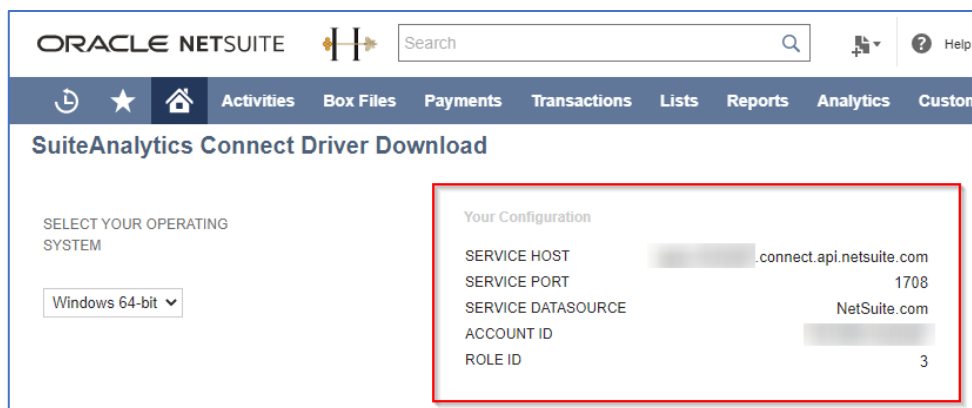 ORACLE NETSUITE
Search
Help
Activities Box Files Payments Transactions Lists Reports Analytics Custom
SuiteAnalytics Connect Driver Download
SELECT YOUR OPERATING
SYSTEM
Windows 64-bit
Your Configuration
SERVICE HOST .connect.api.netsuite.com
SERVICE PORT 1708
SERVICE DATASOURCE NetSuite.com
ACCOUNT ID
ROLE ID 3